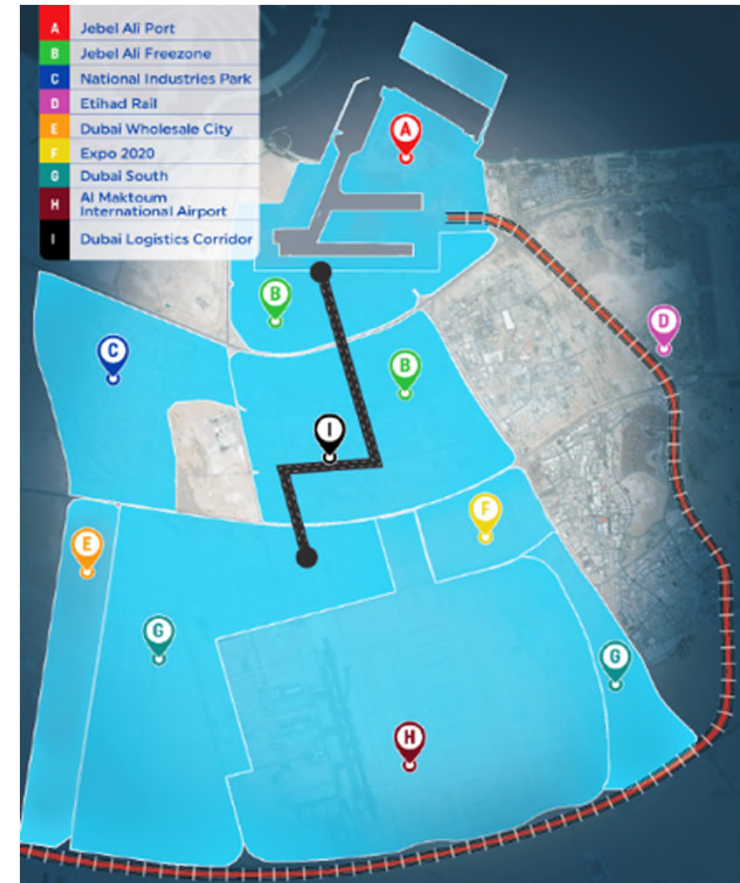 A Jebel Ali Port
B Jebel Ali Freezone
C National Industries Park
D Etihad Rail
E Dubai Wholesale City
F Expo 2020
G Dubai South
H Al Maktoum
International Airport
I Dubai Logistics Corridor
A
B
D
C
B
I
F
E
G
G
H